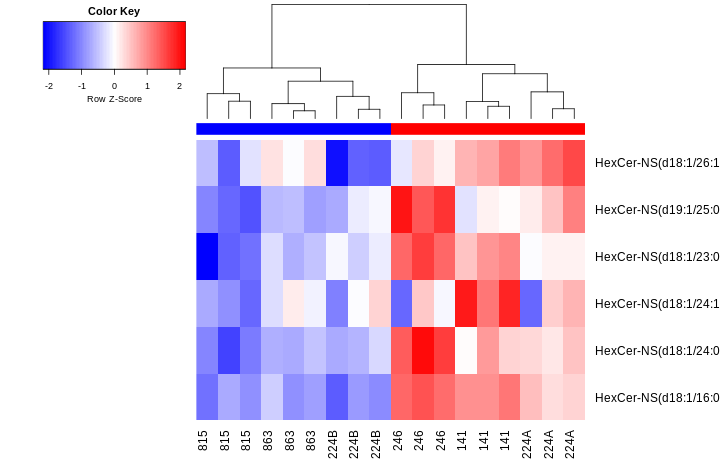 Color Key
-2 -1 0 1 2
Row Z-Score
HexCer-NS(d18:1/26:1
HexCer-NS(d19:1/25:0
HexCer-NS(d18:1/23:0
HexCer-NS(d18:1/24:1
HexCer-NS(d18:1/24:0
HexCer-NS(d18:1/16:0
815 815 815 863 863 863 224B 224B 224B 246 246 246 141 141 141 224A 224A 224A